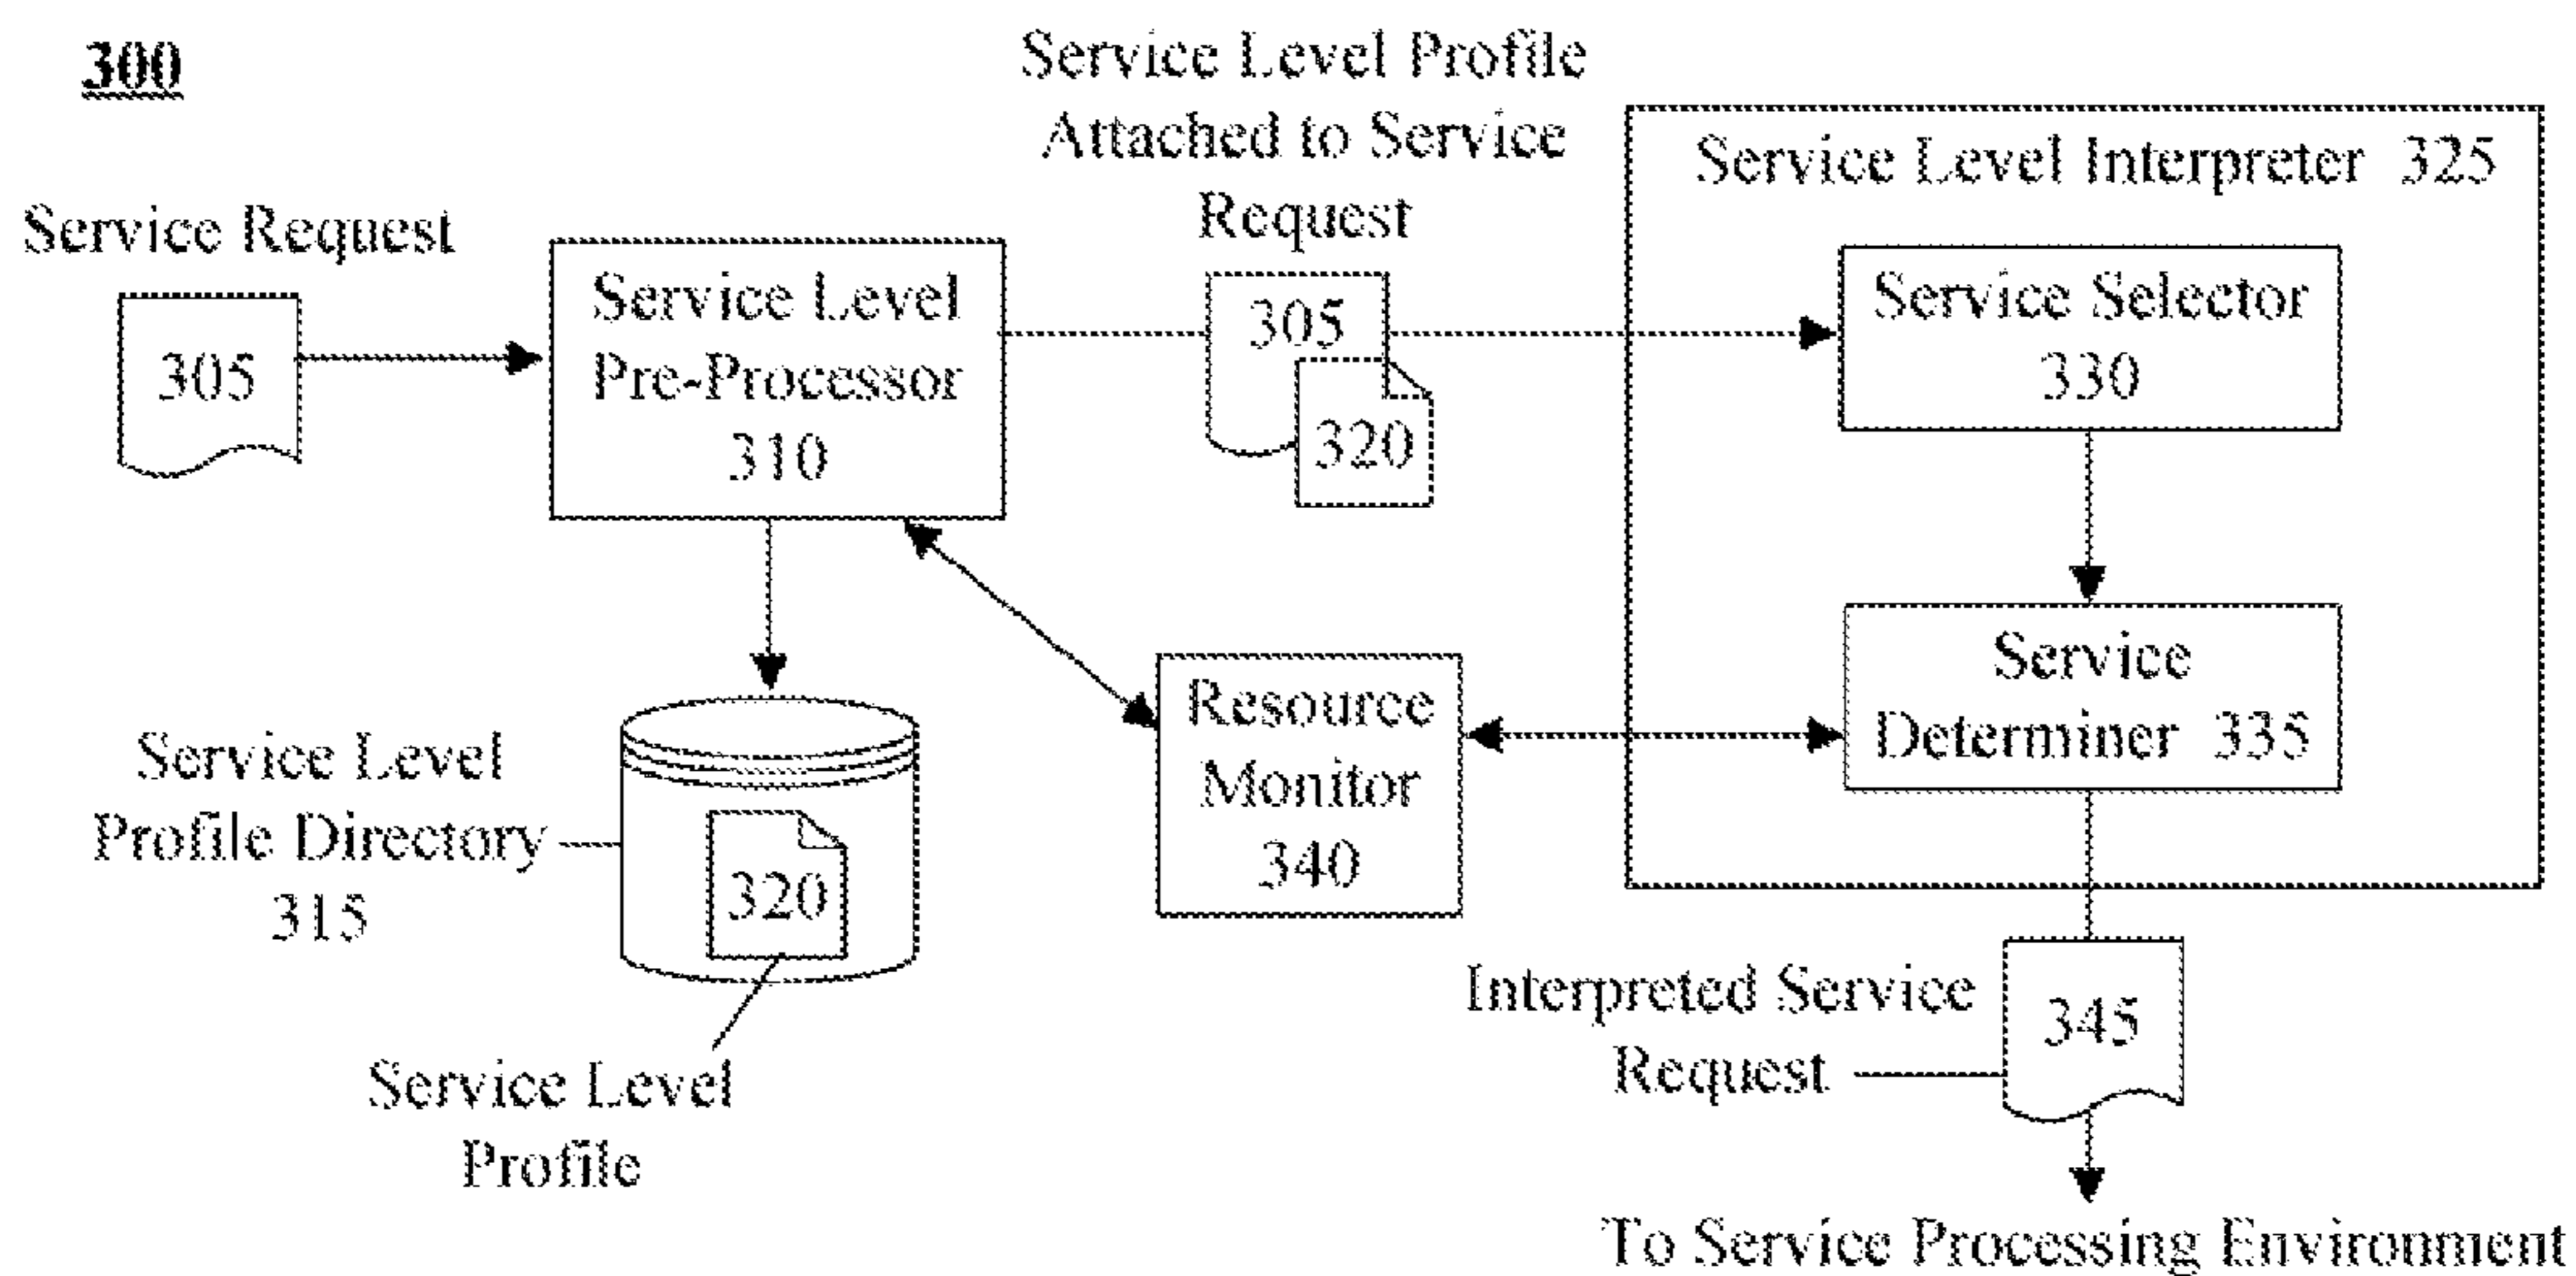 300
Service Request
305
Service Level
Pre-Processor
310
Service Level Profile
Attached to Service
Request
305
320
Service Level Interpreter 325
Service Selector
330
Service
Determiner 335
Resource
Monitor
340
Service Level
Profile Directory
315
320
Service Level
Profile
Interpreted Service
Request
345
To Service Processing Environment